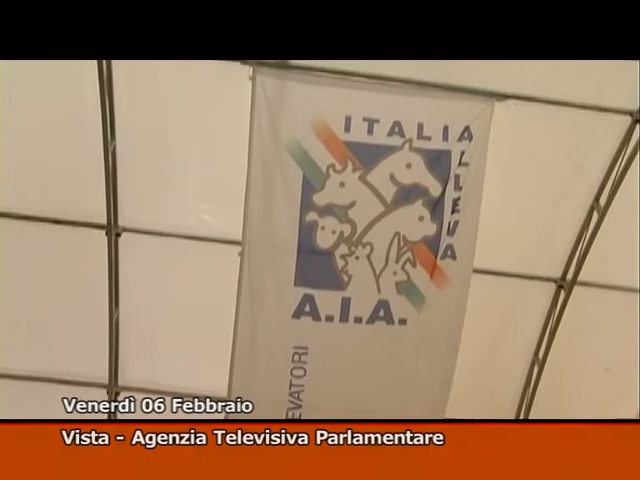 ITALIA
ALLEVA
A.I.A.
EVATORI
Venerdì 06 Febbraio
Vista - Agenzia Televisiva Parlamentare